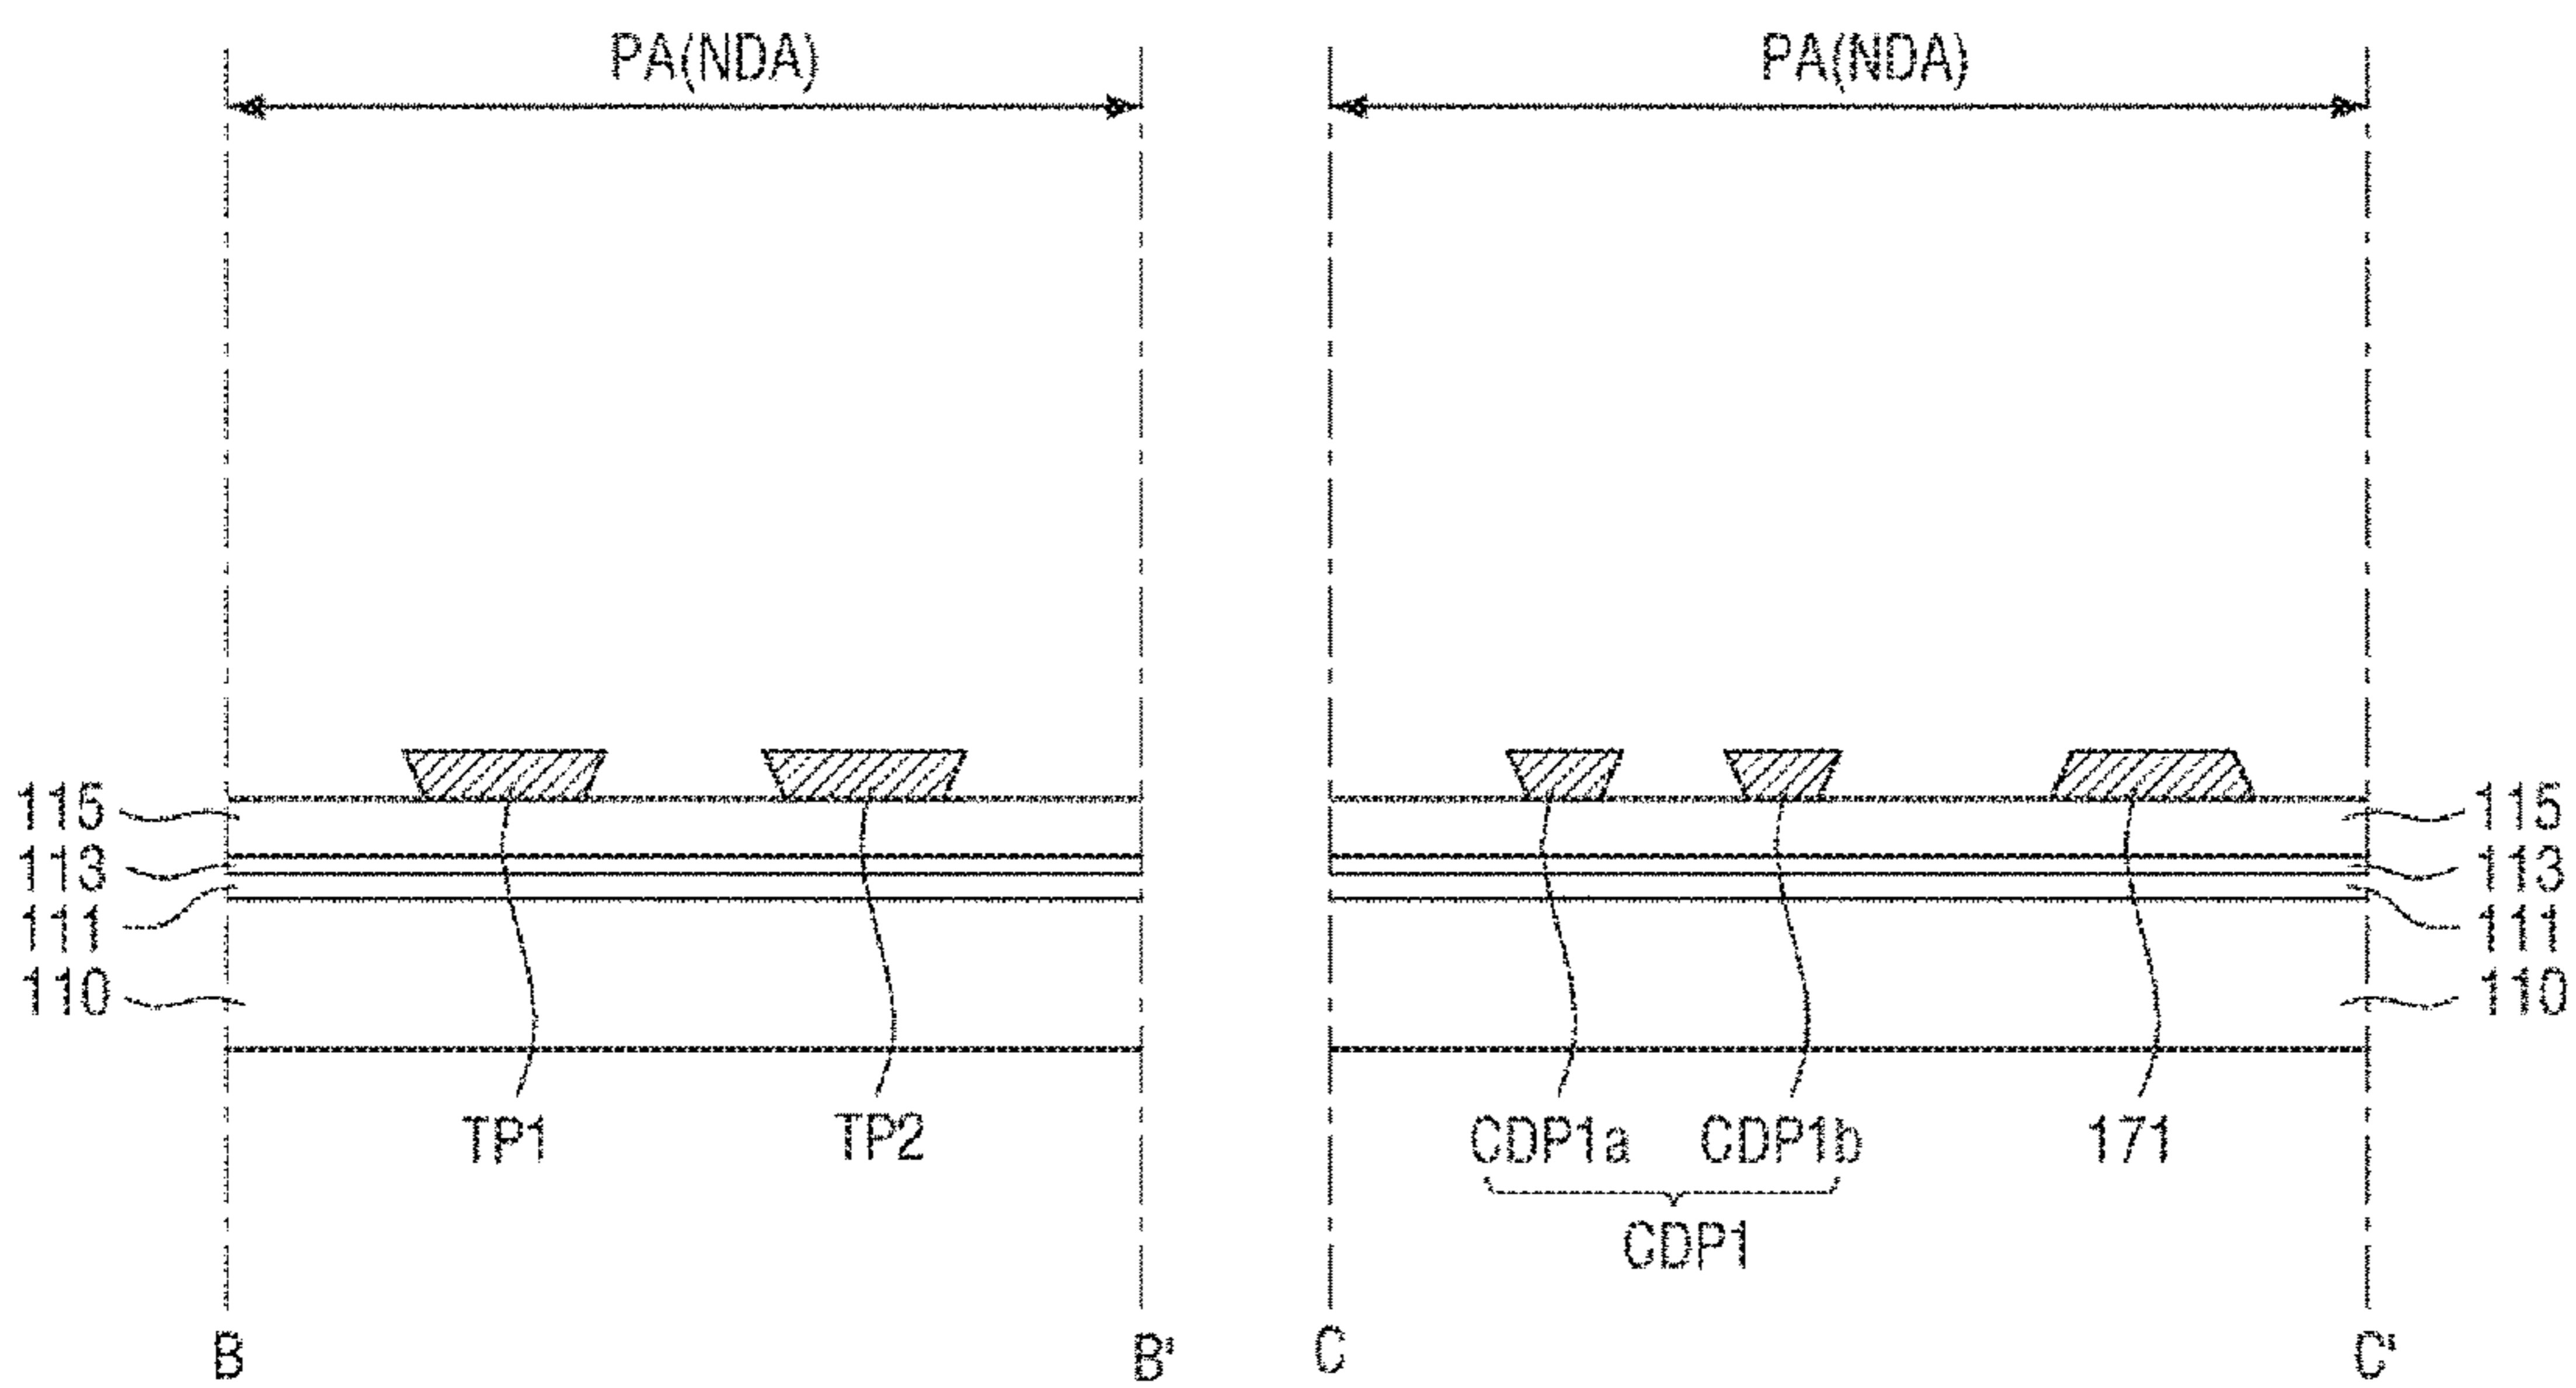 PA(NDA) PA(NDA)
115 115
113 113
111 111
110 110
TP1 TP2 CDP1a CDP1b 171
CDP1
B B' C C'